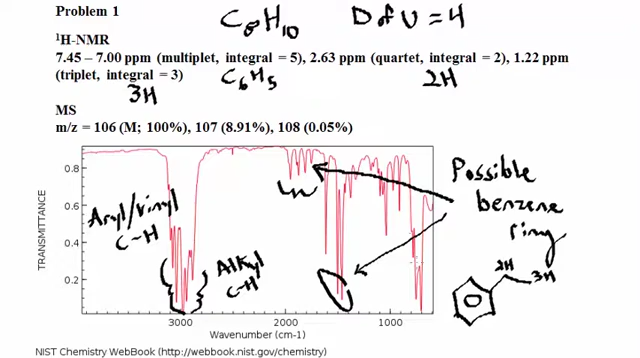 Problem 1
C8H10 D of U = 4
¹H-NMR
7.45 – 7.00 ppm (multiplet, integral = 5), 2.63 ppm (quartet, integral = 2), 1.22 ppm
(triplet, integral = 3)
C6H5
2H
3H
MS
m/z = 106 (M; 100%), 107 (8.91%), 108 (0.05%)
TRANSMITTANCE
0.8
0.6
0.4
0.2
Aryl/vinyl
C-H
Alkyl
C-H
Possible
benzene
ring
2H
3H
3000
2000
1000
Wavenumber (cm-1)
NIST Chemistry WebBook (http://webbook.nist.gov/chemistry)